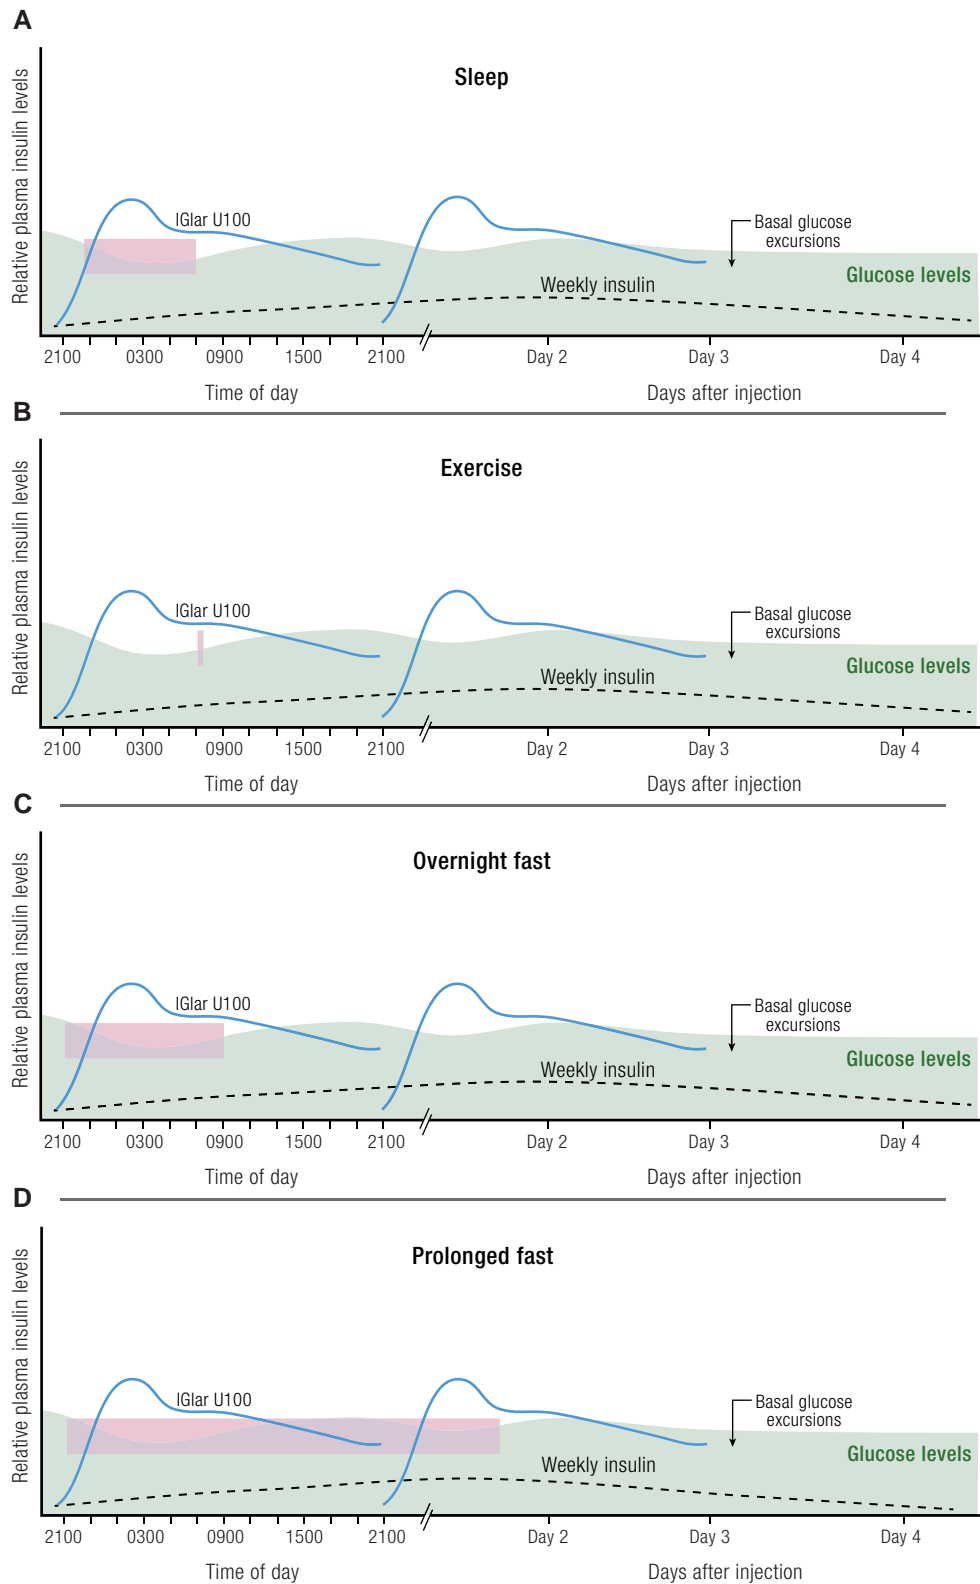 A
Sleep
Relative plasma insulin levels
IGlar U100
Basal glucose
excursions
Glucose levels
Weekly insulin
2100 0300 0900 1500 2100 Day 2 Day 3 Day 4
Time of day Days after injection
B
Exercise
Relative plasma insulin levels
IGlar U100
Basal glucose
excursions
Glucose levels
Weekly insulin
2100 0300 0900 1500 2100 Day 2 Day 3 Day 4
Time of day Days after injection
C
Overnight fast
Relative plasma insulin levels
IGlar U100
Basal glucose
excursions
Glucose levels
Weekly insulin
2100 0300 0900 1500 2100 Day 2 Day 3 Day 4
Time of day Days after injection
D
Prolonged fast
Relative plasma insulin levels
IGlar U100
Basal glucose
excursions
Glucose levels
Weekly insulin
2100 0300 0900 1500 2100 Day 2 Day 3 Day 4
Time of day Days after injection